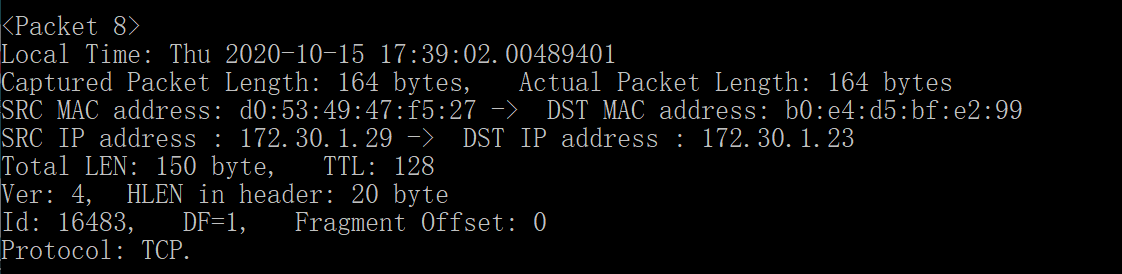 <Packet 8>
Local Time: Thu 2020-10-15 17:39:02.00489401
Captured Packet Length: 164 bytes,   Actual Packet Length: 164 bytes
SRC MAC address: d0:53:49:47:f5:27 ->  DST MAC address: b0:e4:d5:bf:e2:99
SRC IP address : 172.30.1.29 ->  DST IP address : 172.30.1.23
Total LEN: 150 byte,   TTL: 128
Ver: 4,  HLEN in header: 20 byte
Id: 16483,   DF=1,   Fragment Offset: 0
Protocol: TCP.